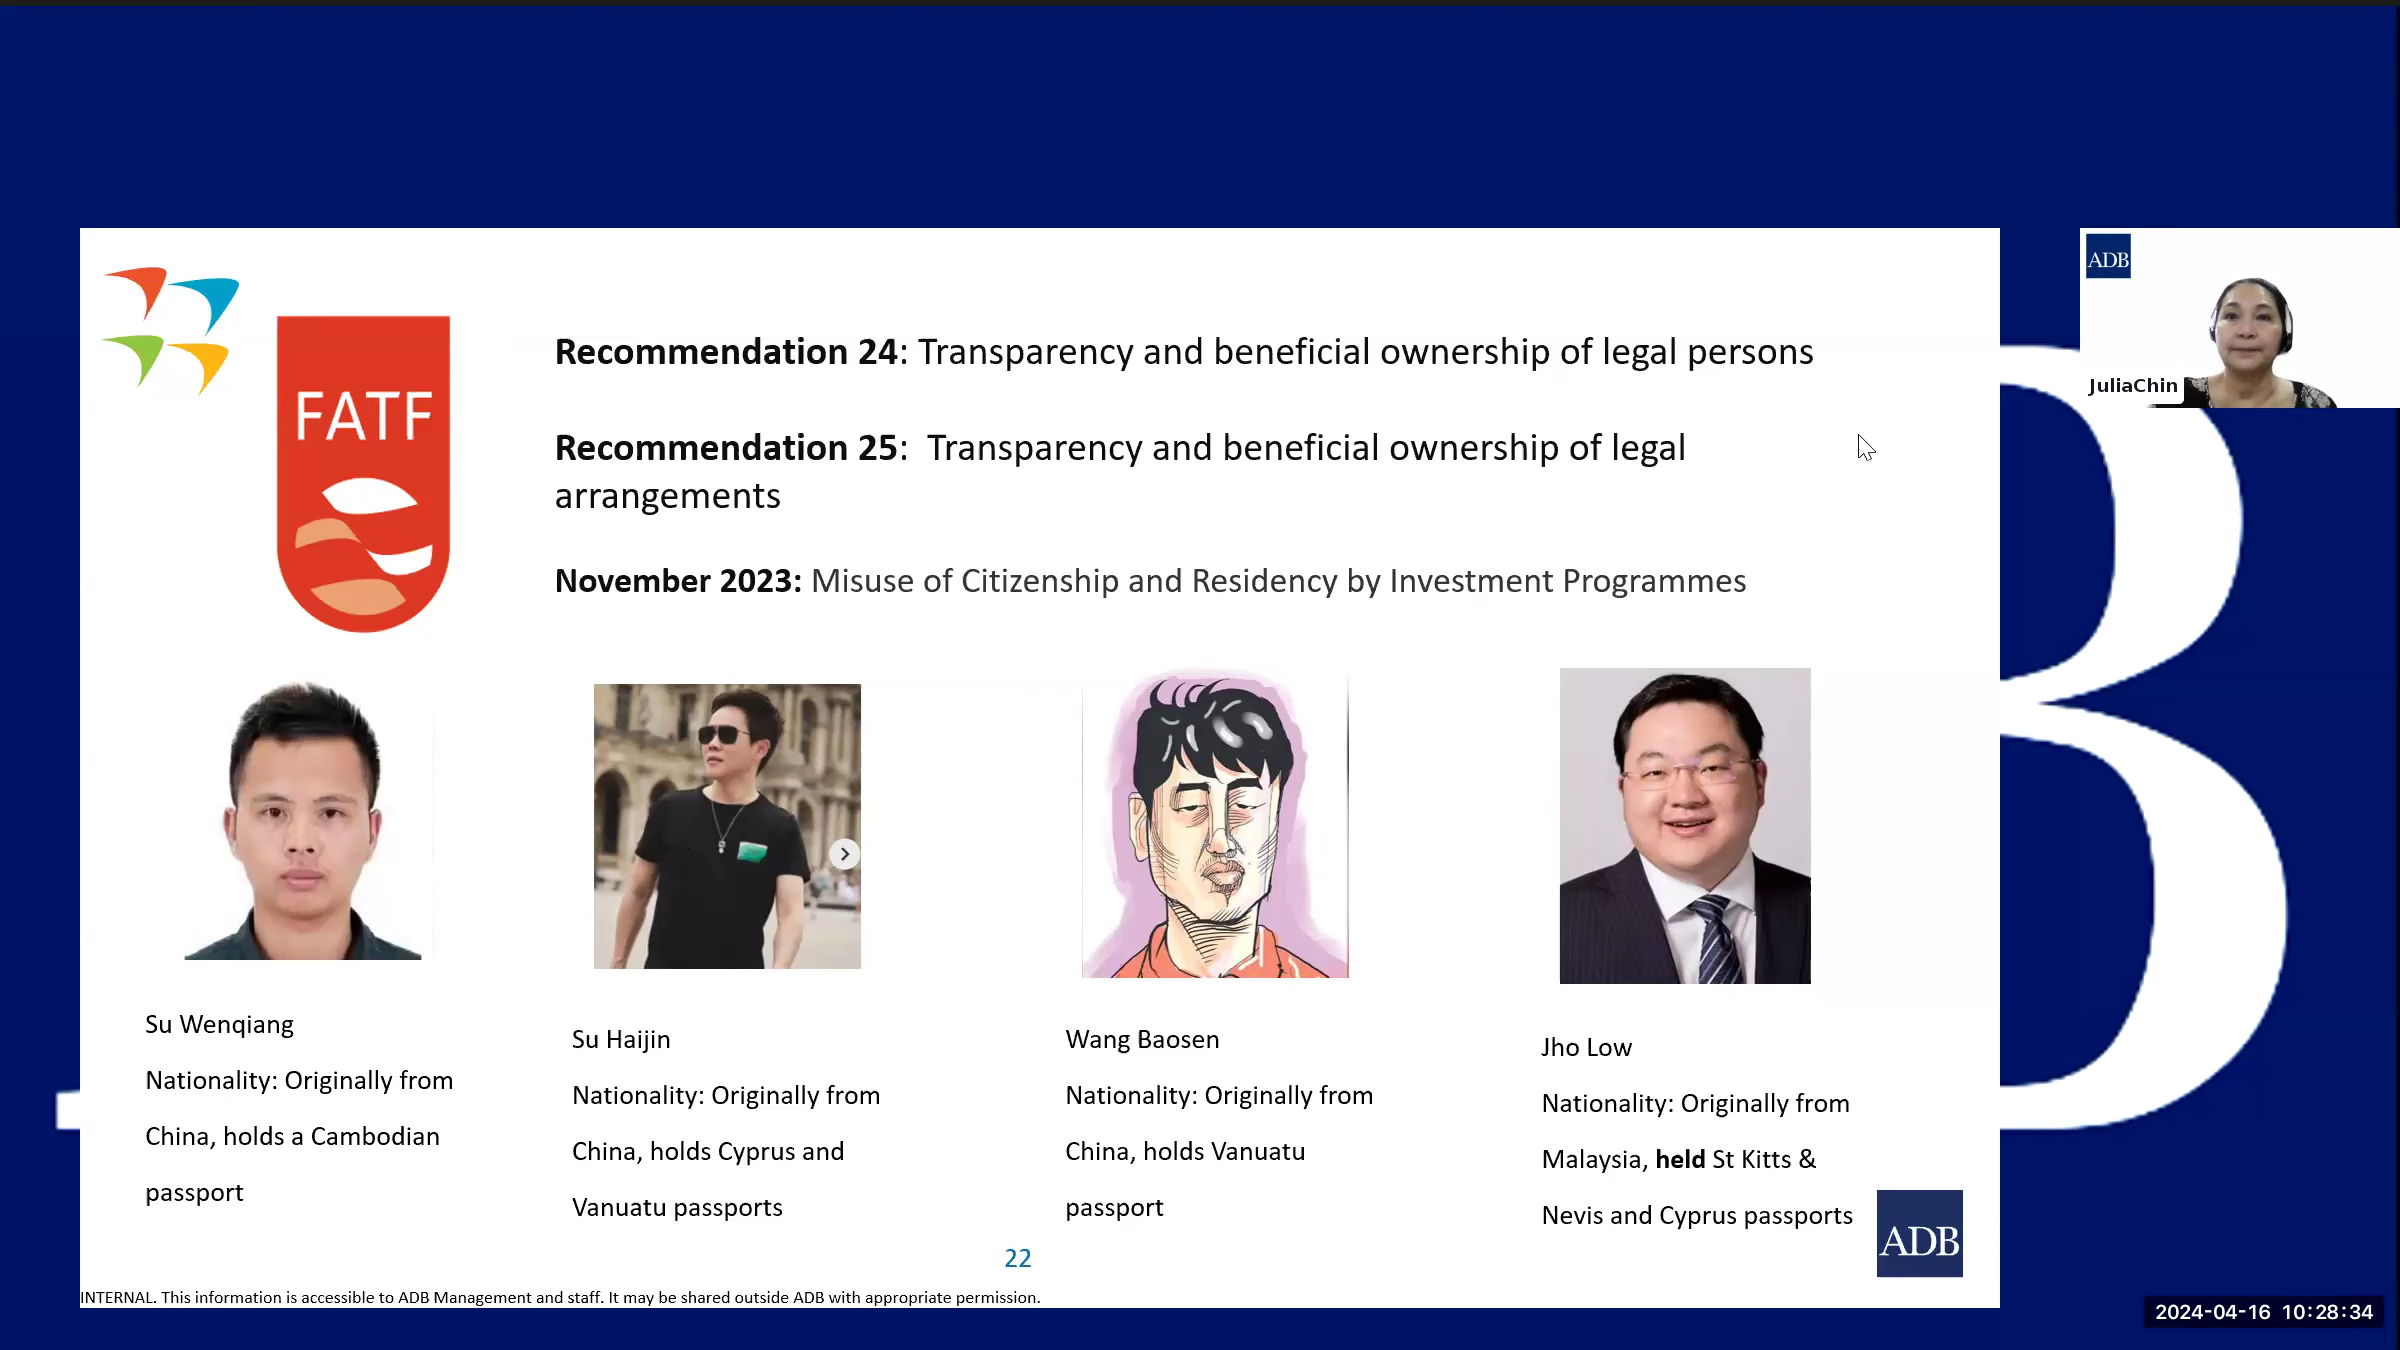 FATF
Recommendation 24: Transparency and beneficial ownership of legal persons
Recommendation 25:  Transparency and beneficial ownership of legal
arrangements
November 2023: Misuse of Citizenship and Residency by Investment Programmes
ADB
JuliaChin
Su Wenqiang
Nationality: Originally from
China, holds a Cambodian
passport
Su Haijin
Nationality: Originally from
China, holds Cyprus and
Vanuatu passports
Wang Baosen
Nationality: Originally from
China, holds Vanuatu
passport
Jho Low
Nationality: Originally from
Malaysia, held St Kitts &
Nevis and Cyprus passports
ADB
22
INTERNAL. This information is accessible to ADB Management and staff. It may be shared outside ADB with appropriate permission.
2024-04-16 10:28:34